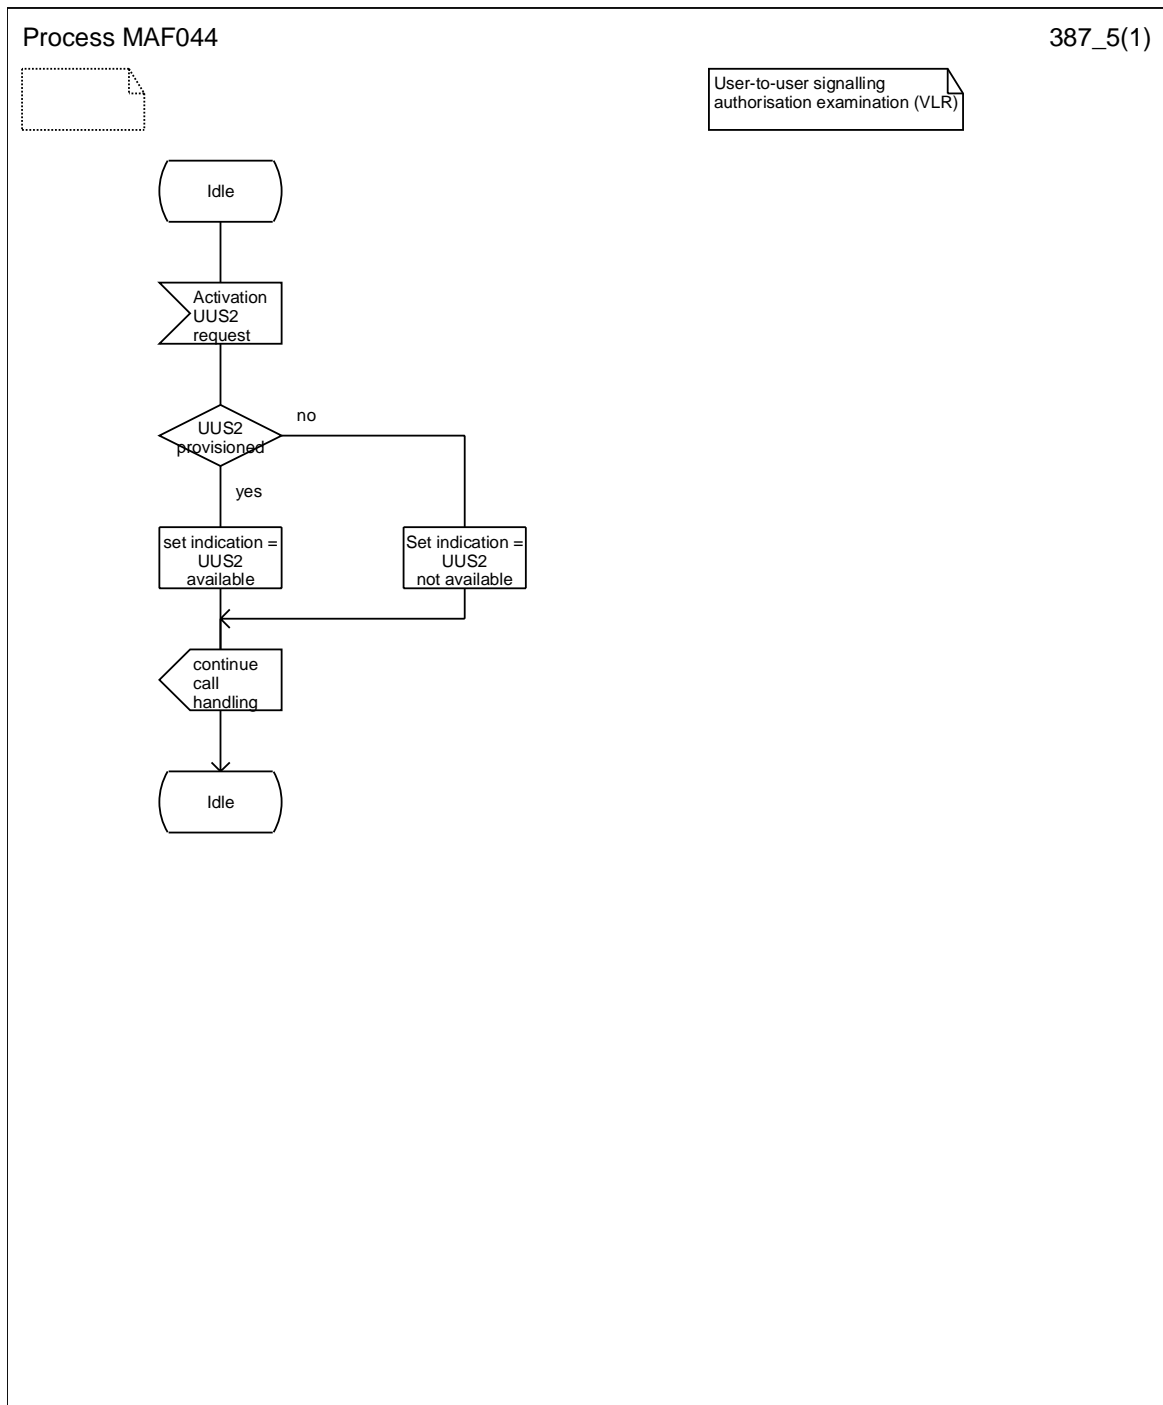 Process MAF044
387_5(1)
User-to-user signalling
authorisation examination (VLR)
Idle
Activation
UUS2
request
UUS2
provisioned
no
yes
set indication =
UUS2
available
Set indication =
UUS2
not available
continue
call
handling
Idle